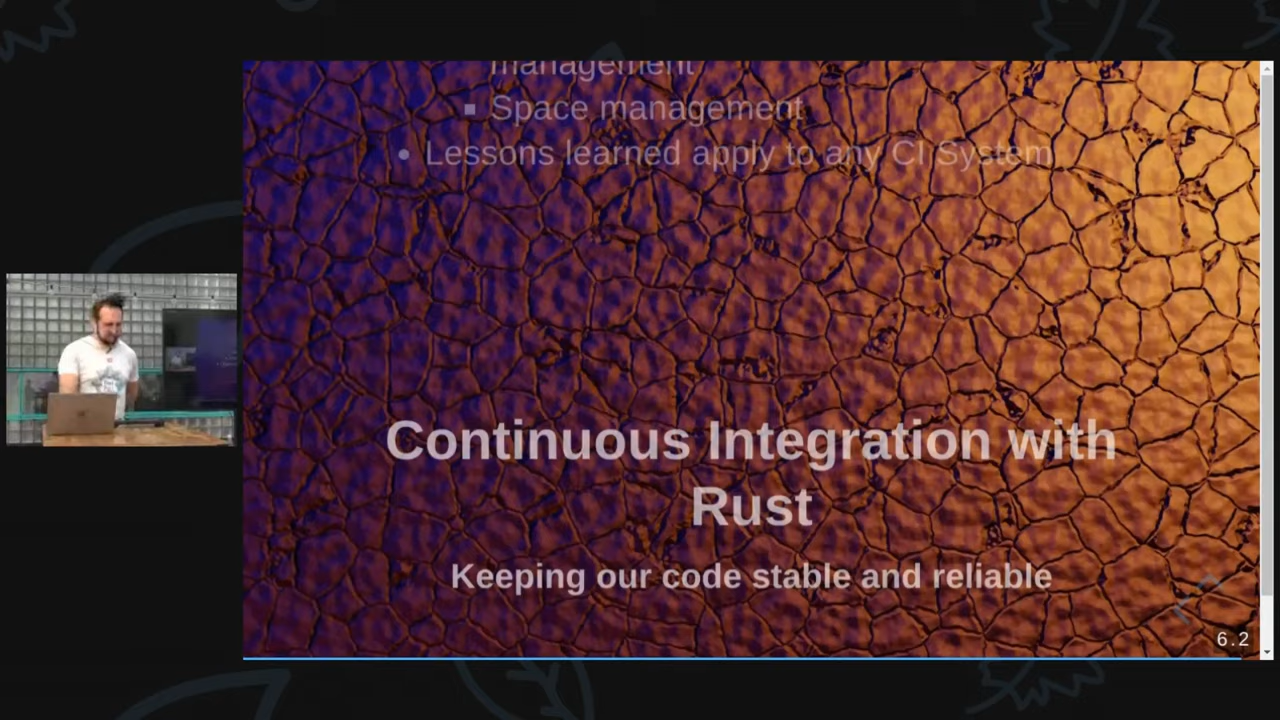 management
▪ Space management
• Lessons learned apply to any CI System
Continuous Integration with
Rust
Keeping our code stable and reliable
6.2